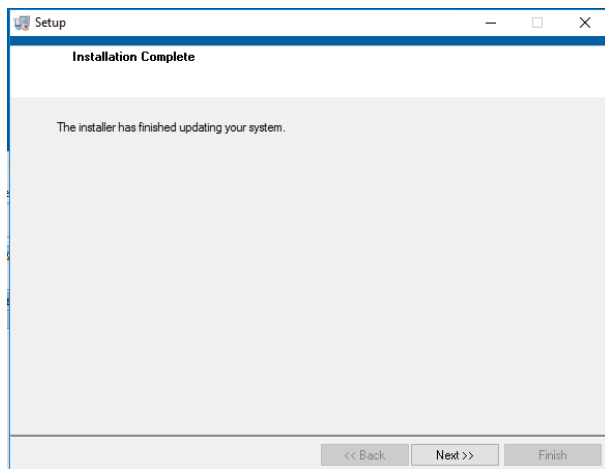 Setup
Installation Complete
The installer has finished updating your system.
<< Back
Next >>
Finish